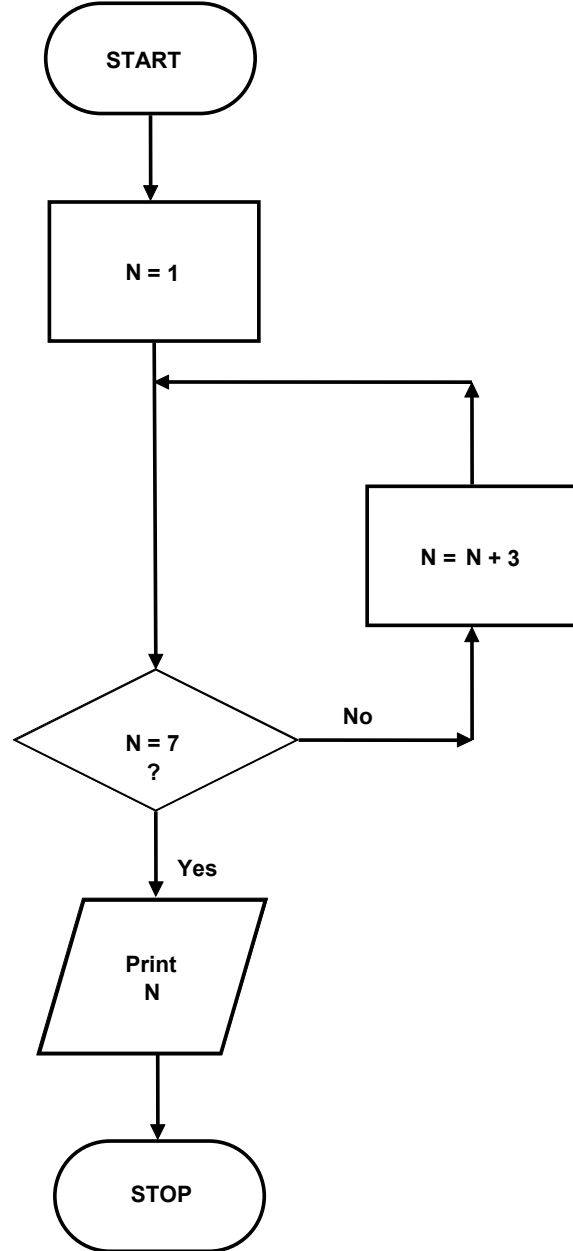 START
N = 1
N = N + 3
No
N = 7
?
Yes
Print
N
STOP